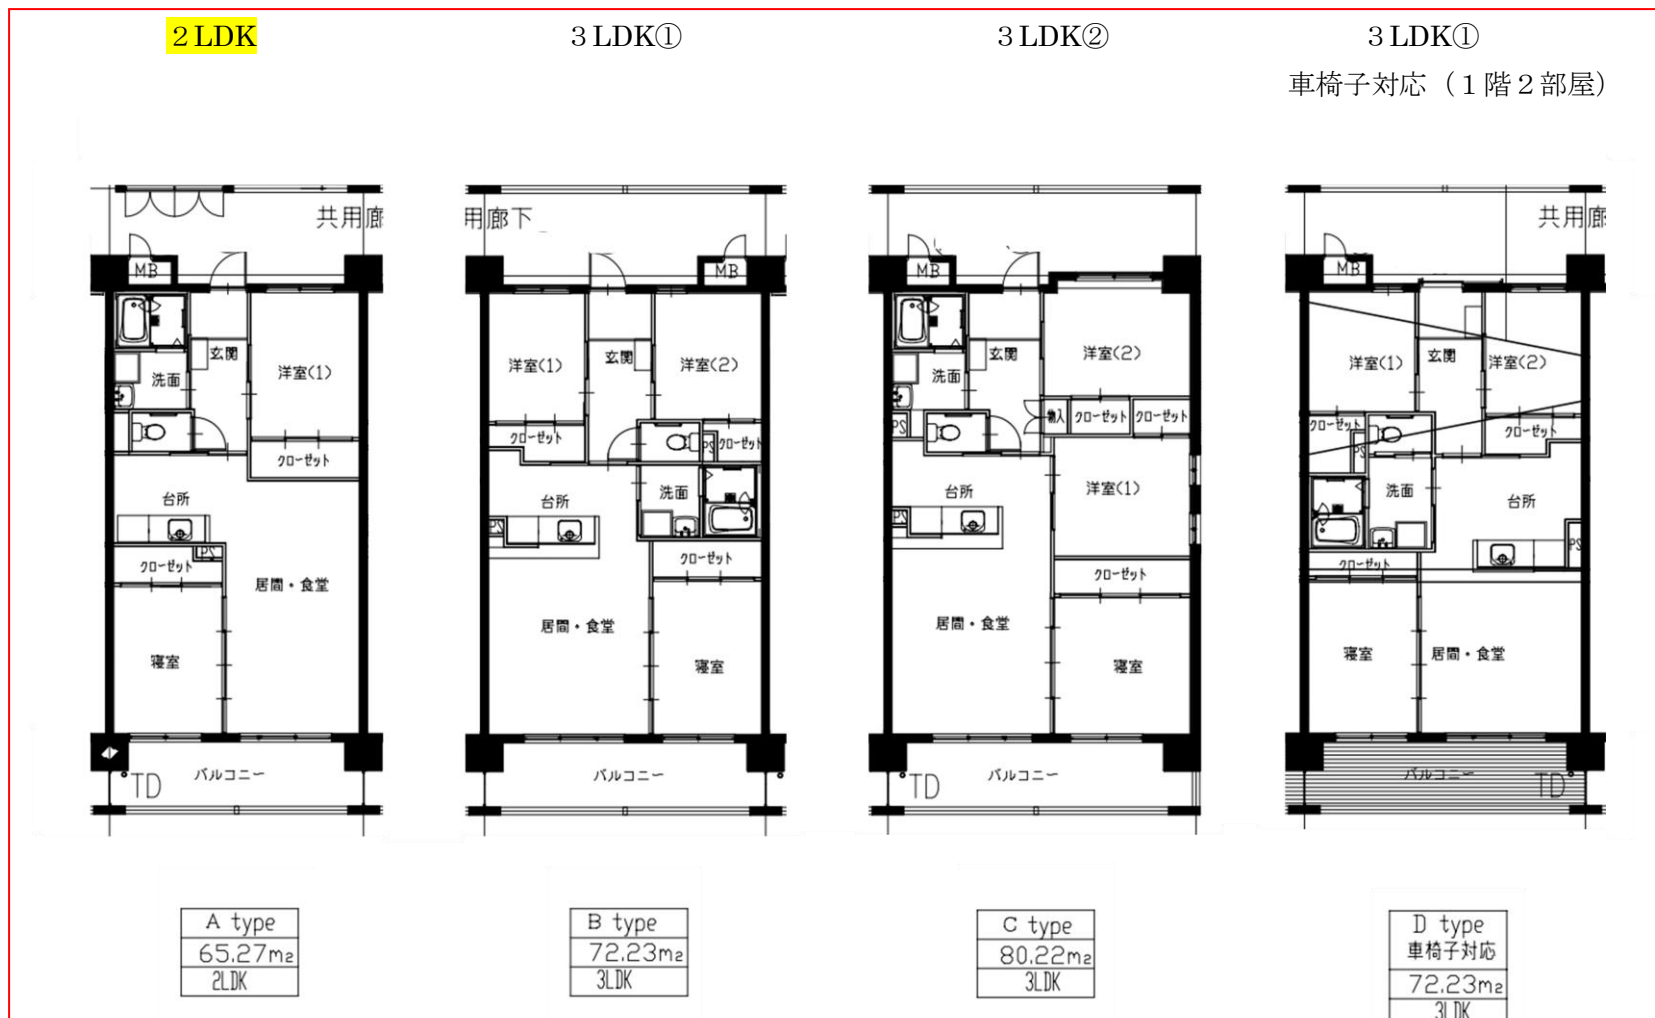 ２LDK
３LDK①
３LDK②
３LDK①
車椅子対応（１階２部屋）
共用廊
MB
玄関
洋室(1)
洗面
クローゼット
台所
PS
クローゼット
居間・食堂
寝室
バルコニー
TD
A type
65.27m2
2LDK
用廊下
MB
洋室(1)
玄関
洋室(2)
クローゼット
PS
クローゼット
台所
洗面
PS
クローゼット
居間・食堂
寝室
バルコニー
B type
72.23m2
3LDK
MB
玄関
洋室(2)
洗面
物入
クローゼット
クローゼット
PS
台所
洋室(1)
PS
クローゼット
居間・食堂
寝室
バルコニー
TD
C type
80.22m2
3LDK
共用廊
MB
洋室(1)
玄関
洋室(2)
クローゼット
クローゼット
PS
洗面
台所
PS
クローゼット
寝室
居間・食堂
バルコニー
TD
D type
車椅子対応
72.23m2
3LDK